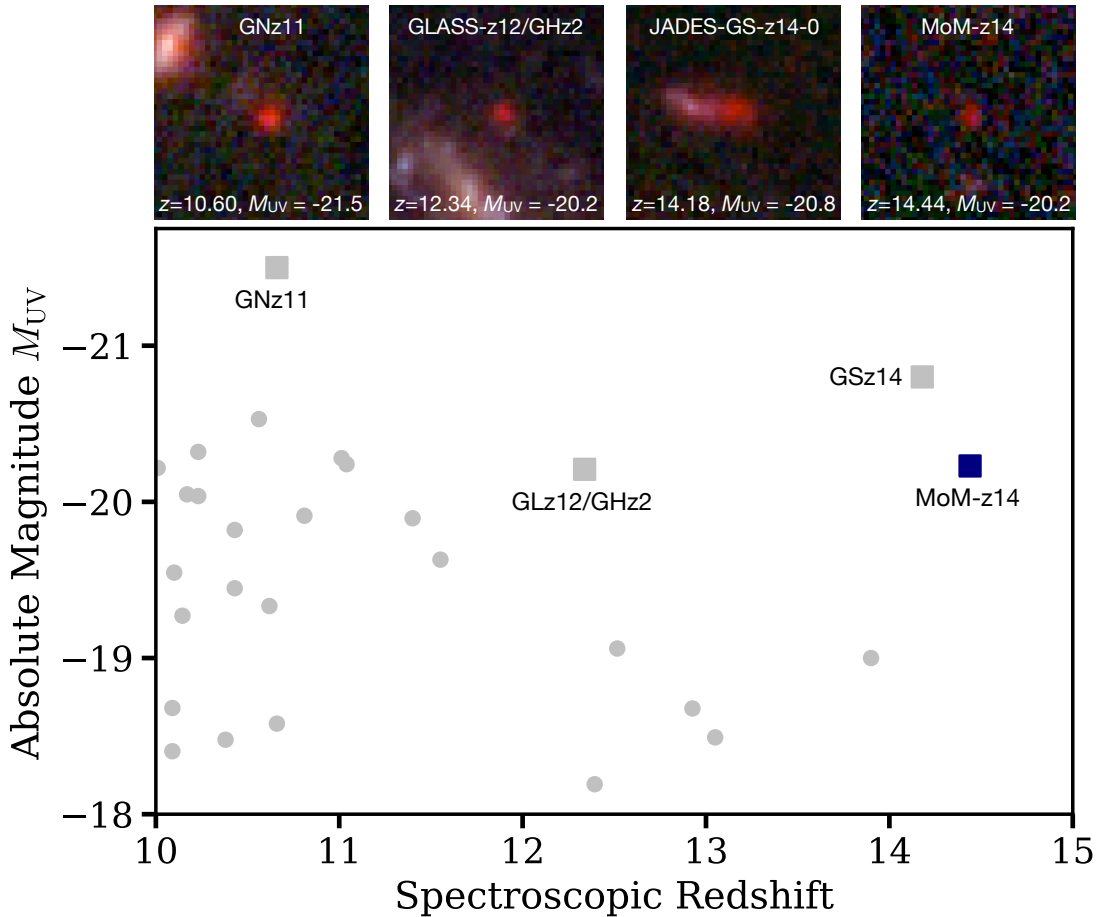 GNz11
GLASS-z12/GHz2
JADES-GS-z14-0
MoM-z14
z=10.60, MUV = -21.5
z=12.34, MUV = -20.2
z=14.18, MUV = -20.8
z=14.44, MUV = -20.2
Absolute Magnitude MUV
−21
−20
−19
−18
GNz11
GSz14
GLz12/GHz2
MoM-z14
10
11
12
13
14
15
Spectroscopic Redshift